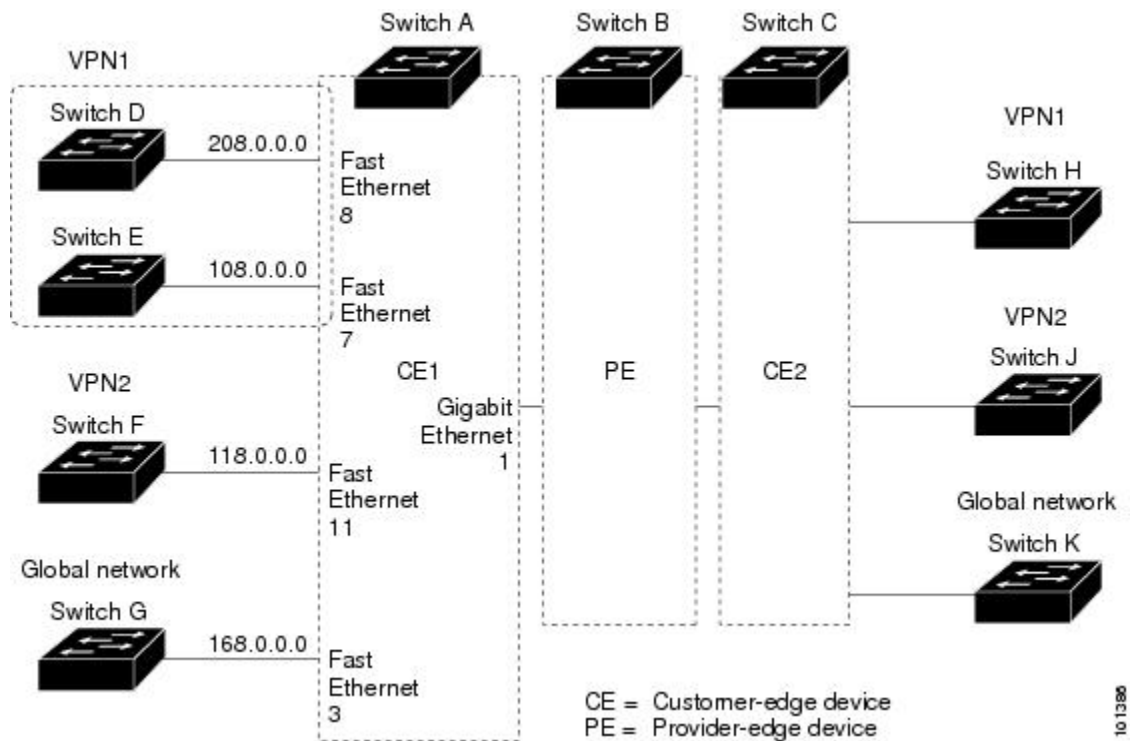 Switch A
Switch B
Switch C
VPN1
Switch D
208.0.0.0
Fast
Ethernet
8
Switch E
108.0.0.0
Fast
Ethernet
7
VPN2
Switch F
118.0.0.0
Fast
Ethernet
11
Global network
Switch G
168.0.0.0
Fast
Ethernet
3
CE1
Gigabit
Ethernet
1
PE
CE2
VPN1
Switch H
VPN2
Switch J
Global network
Switch K
CE = Customer-edge device
PE = Provider-edge device
101386